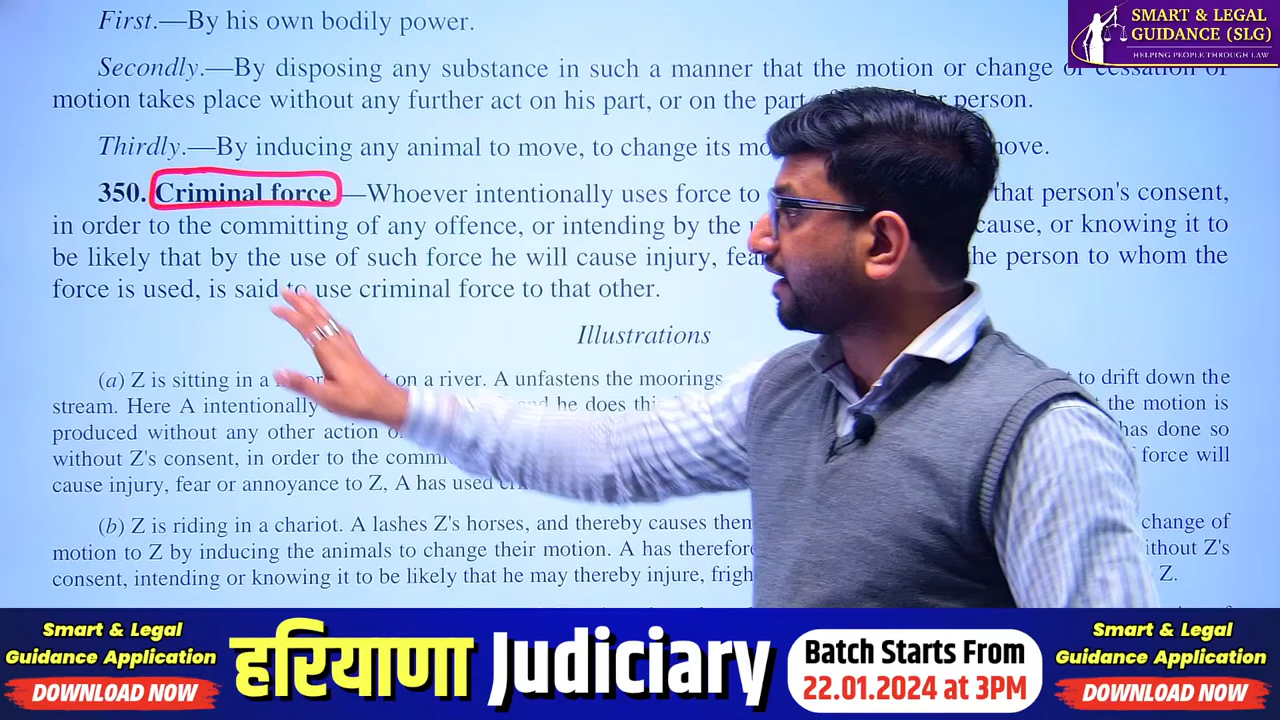 First.—By his own bodily power.
SMART & LEGAL
GUIDANCE (SLG)
HELPING PEOPLE THROUGH LAW
Secondly.—By disposing any substance in such a manner that the motion or change or cessation of
motion takes place without any further act on his part, or on the part person.
Thirdly.—By inducing any animal to move, to change its move.
350. Criminal force—Whoever intentionally uses force to that person's consent,
in order to the committing of any offence, or intending by the cause, or knowing it to
be likely that by the use of such force he will cause injury, the person to whom the
force is used, is said to use criminal force to that other.
Illustrations
(a) Z is sitting in a on a river. A unfastens the moorings to drift down the
stream. Here A intentionally and he does this the motion is
produced without any other action has done so
without Z's consent, in order to the force will
cause injury, fear or annoyance to Z, A has used
(b) Z is riding in a chariot. A lashes Z's horses, and thereby causes change of
motion to Z by inducing the animals to change their motion. A has therefore Z's
consent, intending or knowing it to be likely that he may thereby injure, Z.
Smart & Legal
Guidance Application
DOWNLOAD NOW
हरियाणा Judiciary
Batch Starts From
22.01.2024 at 3PM
Smart & Legal
Guidance Application
DOWNLOAD NOW